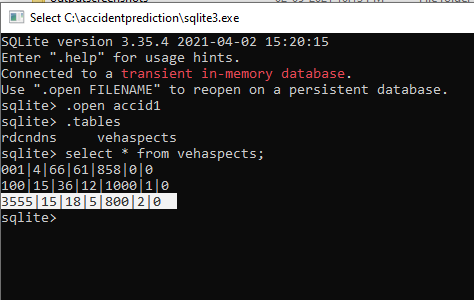 Select C:\accidentprediction\sqlite3.exe
SQLite version 3.35.4 2021-04-02 15:20:15
Enter ".help" for usage hints.
Connected to a transient in-memory database.
Use ".open FILENAME" to reopen on a persistent database.
sqlite> .open accid1
sqlite> .tables
rdcndns     vehaspects
sqlite> select * from vehaspects;
001|4|66|61|858|0|0
100|15|36|12|1000|1|0
3555|15|18|5|800|2|0
sqlite>